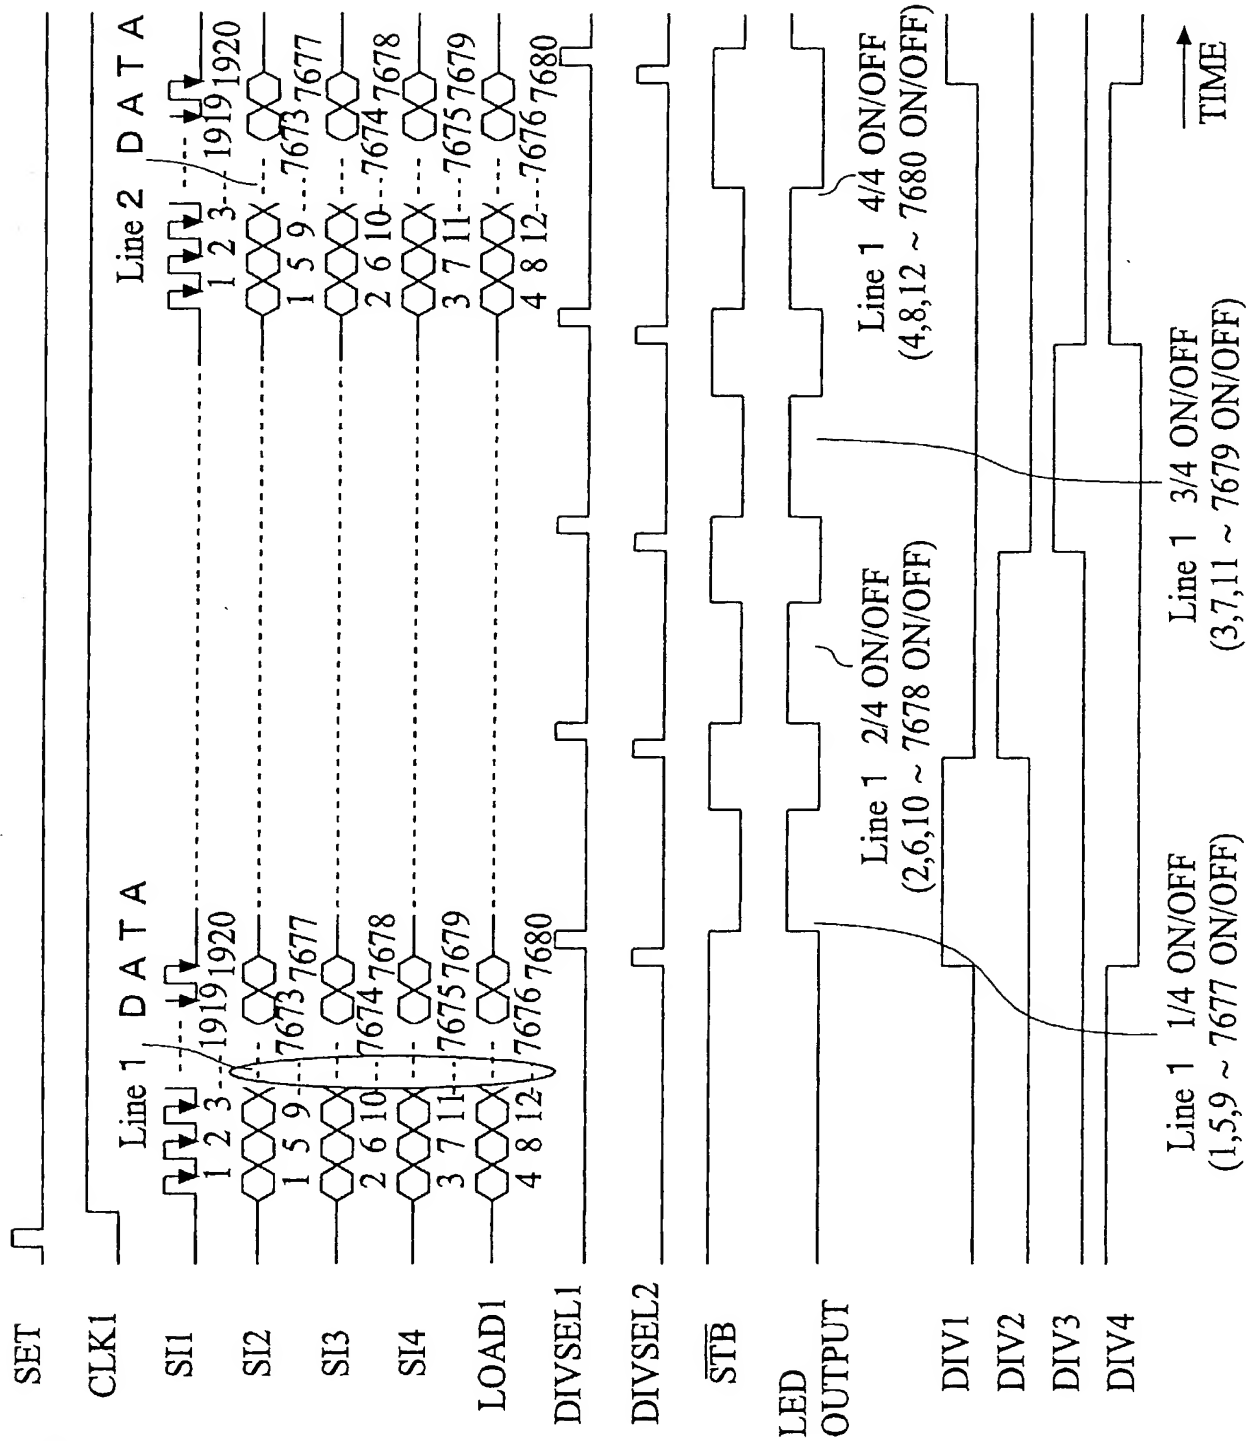 SET
CLK1
SI1
SI2
SI3
SI4
LOAD1
DIVSEL1
DIVSEL2
STB
LED
OUTPUT
DIV1
DIV2
DIV3
DIV4
Line 1 DATA
1 2 3 1919 1920
1 5 9 7673 7677
2 6 10 7674 7678
3 7 11 7675 7679
4 8 12 7676 7680
Line 2 DATA
1 2 3 1919 1920
1 5 9 7673 7677
2 6 10 7674 7678
3 7 11 7675 7679
4 8 12 7676 7680
Line 1 2/4 ON/OFF
(2,6,10 ~ 7678 ON/OFF)
Line 1 4/4 ON/OFF
(4,8,12 ~ 7680 ON/OFF)
Line 1 1/4 ON/OFF
(1,5,9 ~ 7677 ON/OFF)
Line 1 3/4 ON/OFF
(3,7,11 ~ 7679 ON/OFF)
TIME